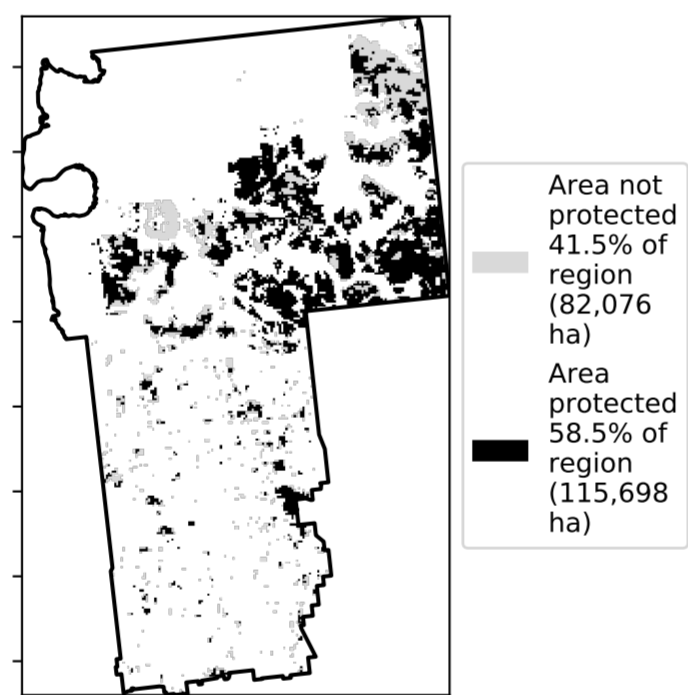 Area not
protected
41.5% of
region
(82,076
ha)
Area
protected
58.5% of
region
(115,698
ha)